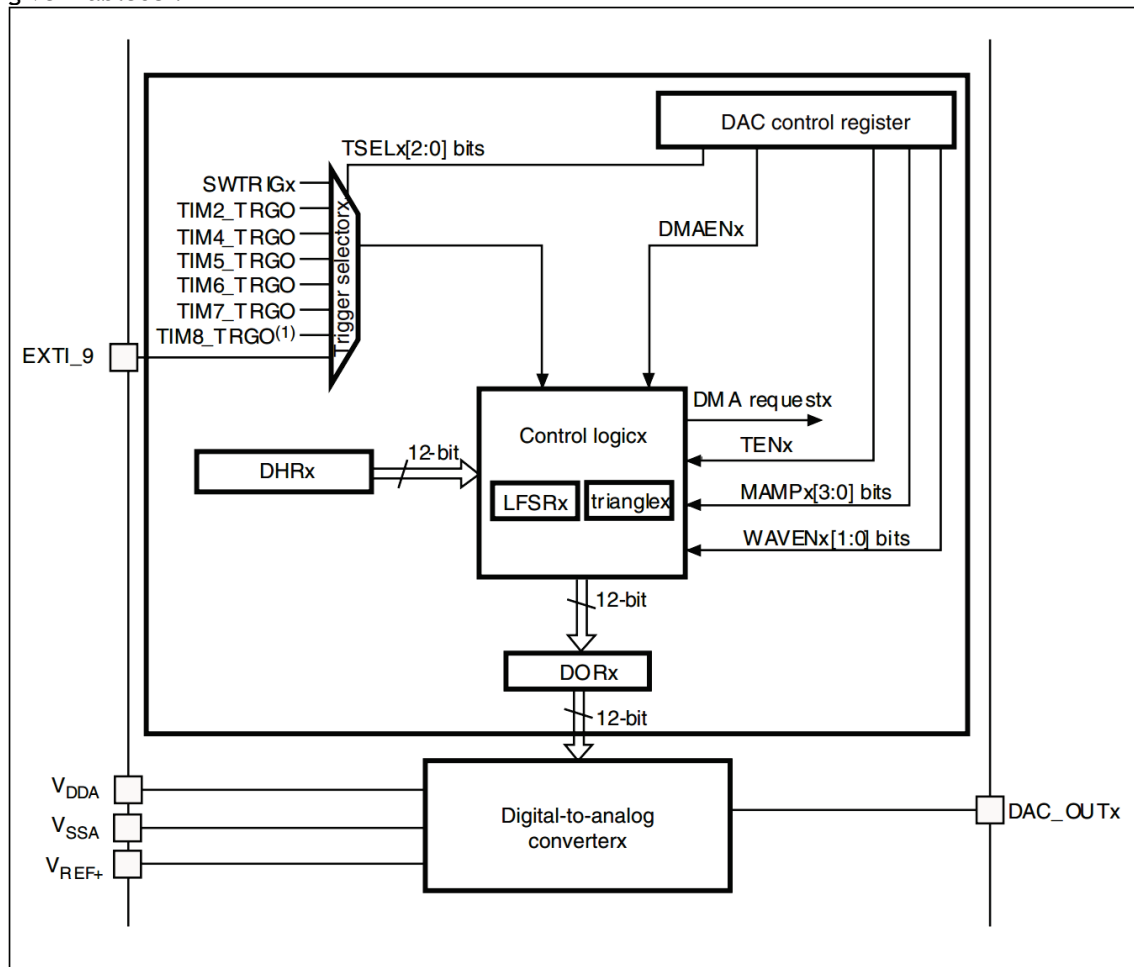 DAC control register
TSELx[2:0] bits
SWTRIGx
TIM2_TRGO
TIM4_TRGO
TIM5_TRGO
TIM6_TRGO
TIM7_TRGO
TIM8_TRGO(1)
EXTI_9
rigger selectorx
DMAENx
DMA requestx
Control logicx
TENx
12-bit
DHRx
LFSRx
trianglex
MAMPx[3:0] bits
WAVENx[1:0] bits
12-bit
DORx
12-bit
VDDA
VSSA
VREF+
Digital-to-analog
converterx
DAC_OUTx